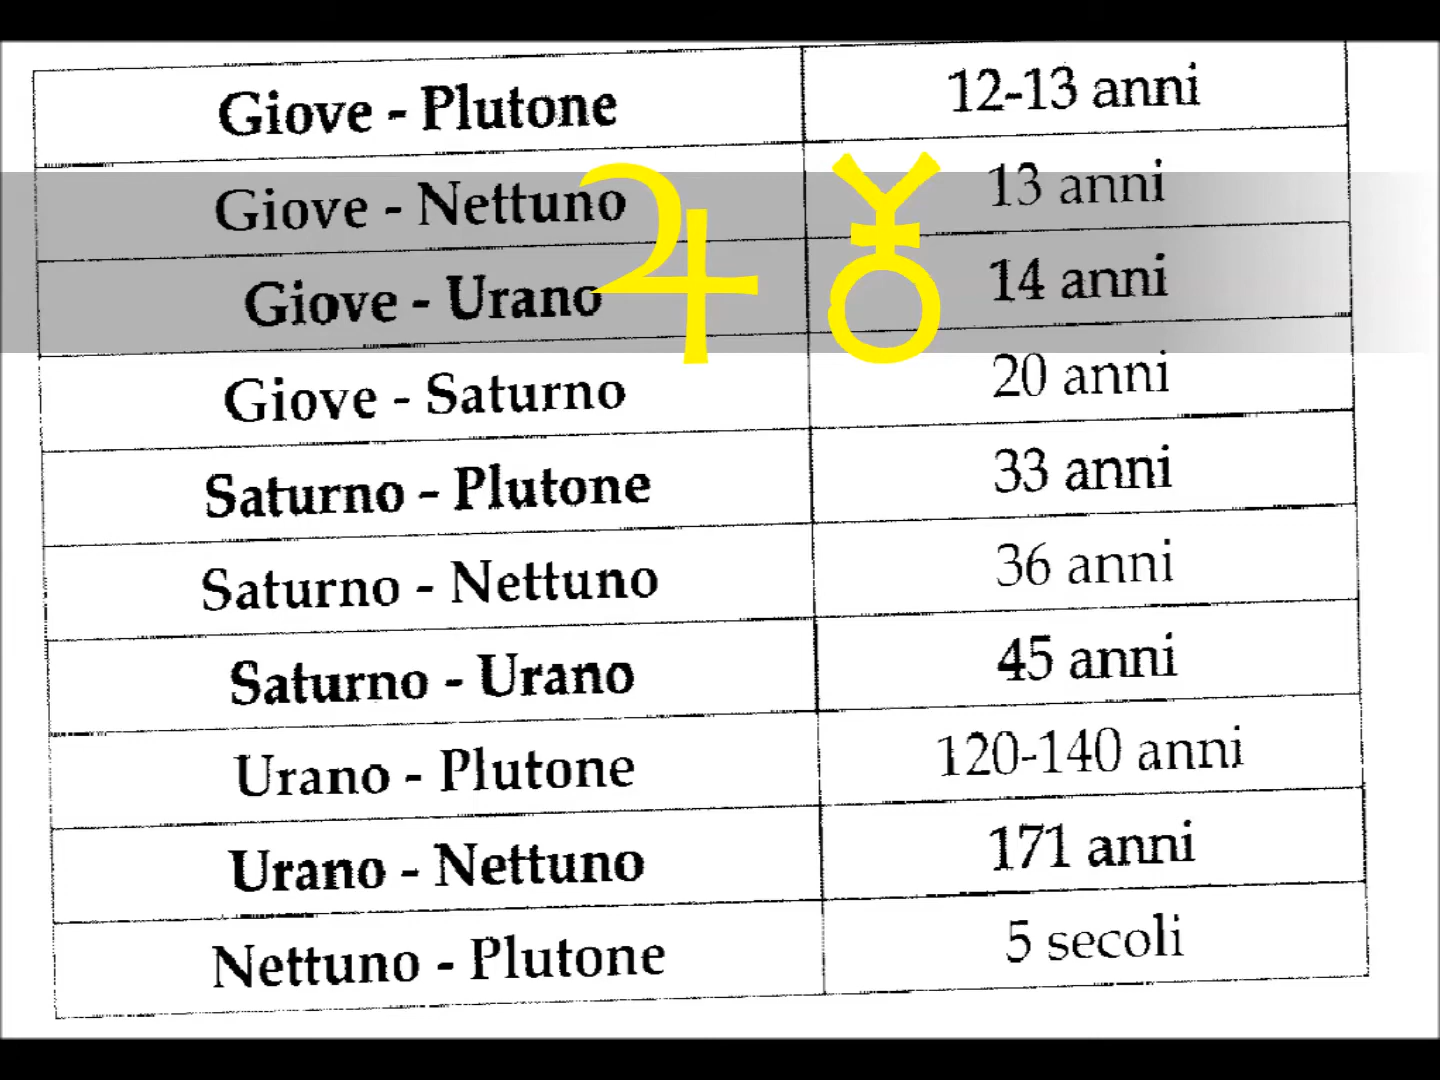 Giove - Plutone 12-13 anni
Giove - Nettuno 13 anni
Giove - Urano 14 anni
Giove - Saturno 20 anni
Saturno - Plutone 33 anni
Saturno - Nettuno 36 anni
Saturno - Urano 45 anni
Urano - Plutone 120-140 anni
Urano - Nettuno 171 anni
Nettuno - Plutone 5 secoli